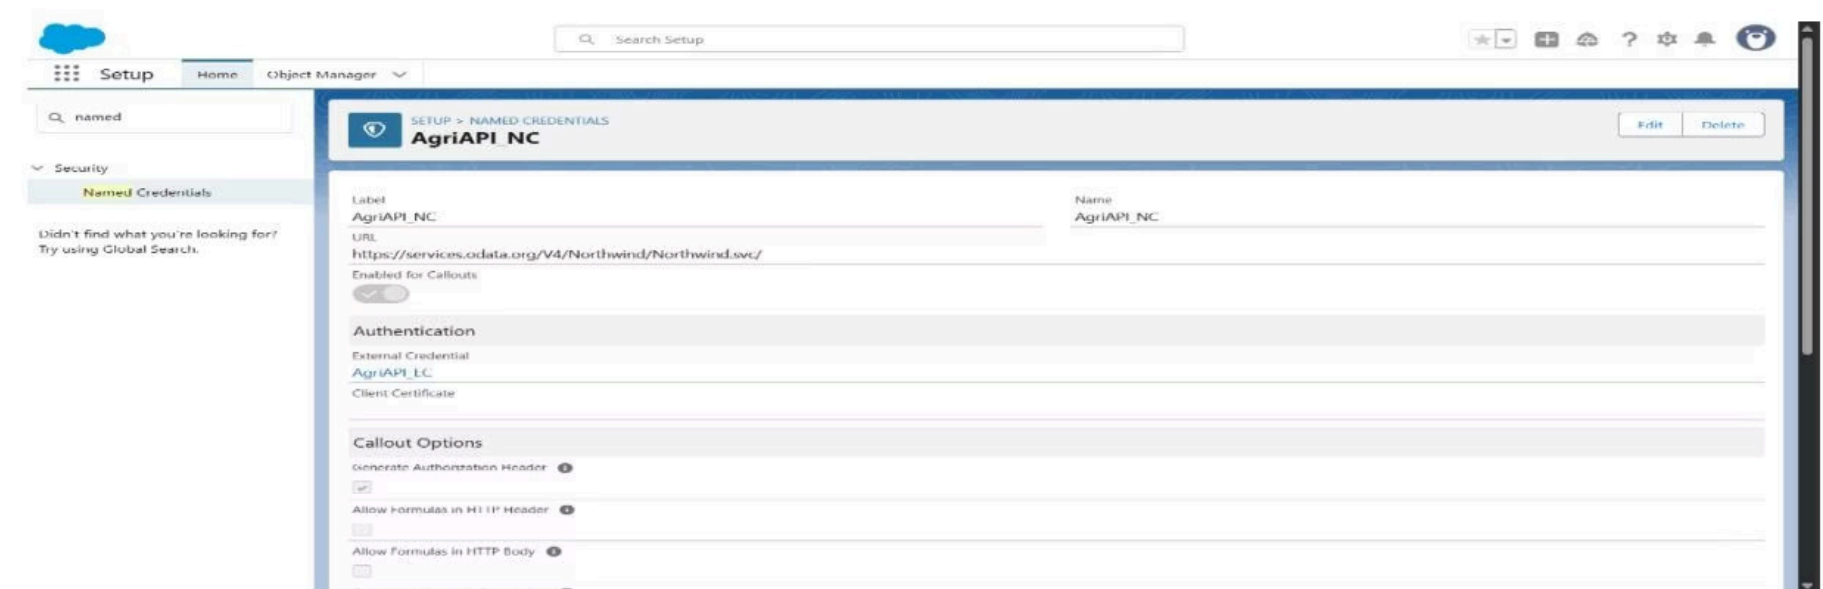 Search Setup
Setup Home Object Manager
named
SETUP > NAMED CREDENTIALS
AgriAPI_NC
Edit Delete
Security
Named Credentials
Didn't find what you're looking for?
Try using Global Search.
Label
AgriAPI_NC
Name
AgriAPI_NC
URL
https://services.odata.org/V4/Northwind/Northwind.svc/
Enabled for Callouts
Authentication
External Credential
AgriAPI_EC
Client Certificate
Callout Options
Generate Authorization Header
Allow Formulas in HTTP Header
Allow Formulas in HTTP Body